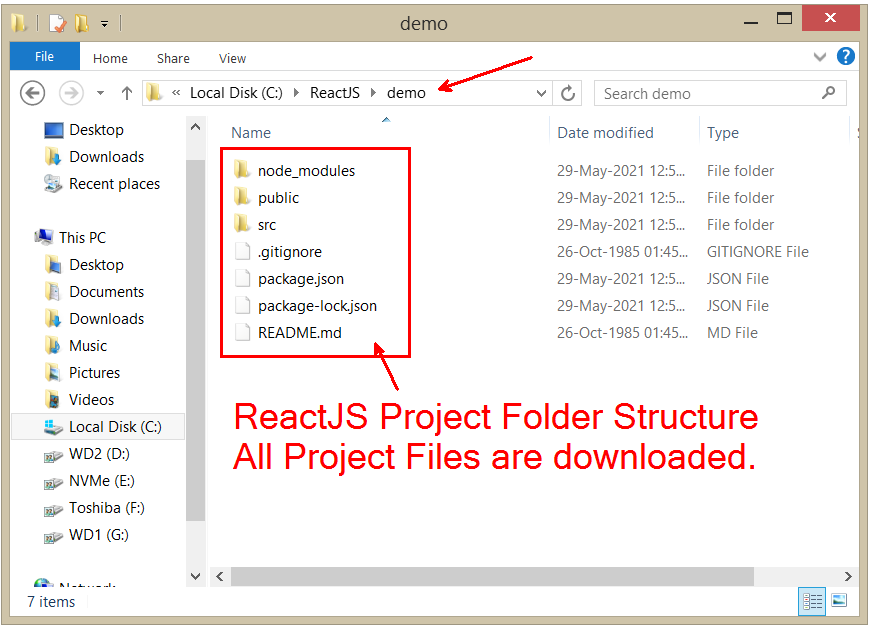 demo
File Home Share View
« Local Disk (C:) ReactJS demo Search demo
Name Date modified Type
Desktop
Downloads
Recent places
This PC
Desktop
Documents
Downloads
Music
Pictures
Videos
Local Disk (C:)
WD2 (D:)
NVMe (E:)
Toshiba (F:)
WD1 (G:)
node_modules 29-May-2021 12:5... File folder
public 29-May-2021 12:5... File folder
src 29-May-2021 12:5... File folder
.gitignore 26-Oct-1985 01:45... GITIGNORE File
package.json 29-May-2021 12:5... JSON File
package-lock.json 29-May-2021 12:5... JSON File
README.md 26-Oct-1985 01:45... MD File
ReactJS Project Folder Structure
All Project Files are downloaded.
7 items